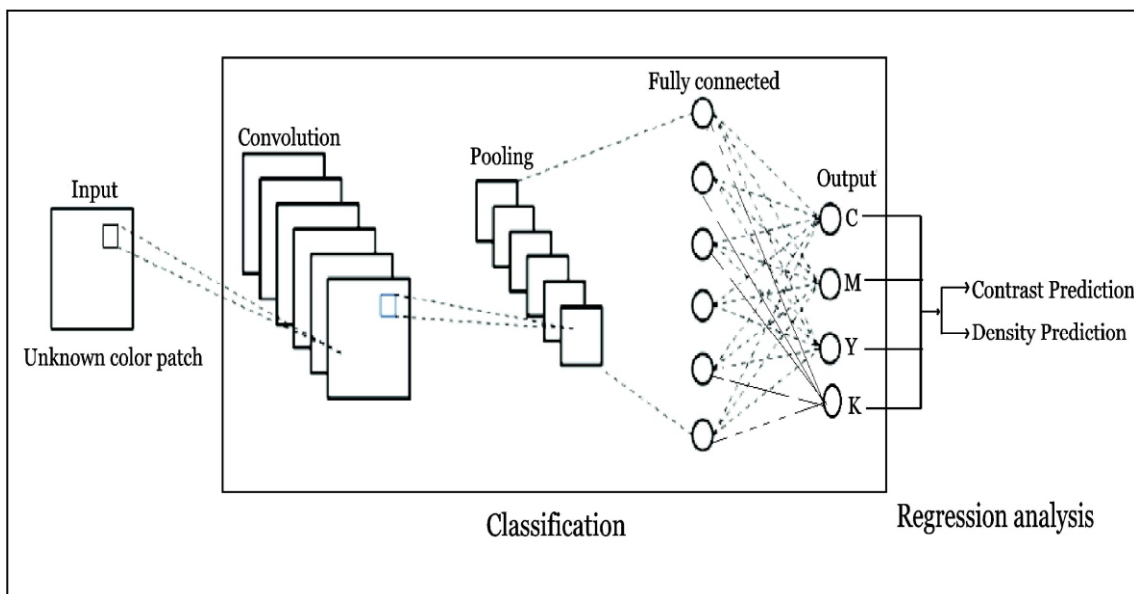 Fully connected
Convolution
Pooling
Input
Output
C
M
Contrast Prediction
Density Prediction
Y
Unknown color patch
K
Classification
Regression analysis